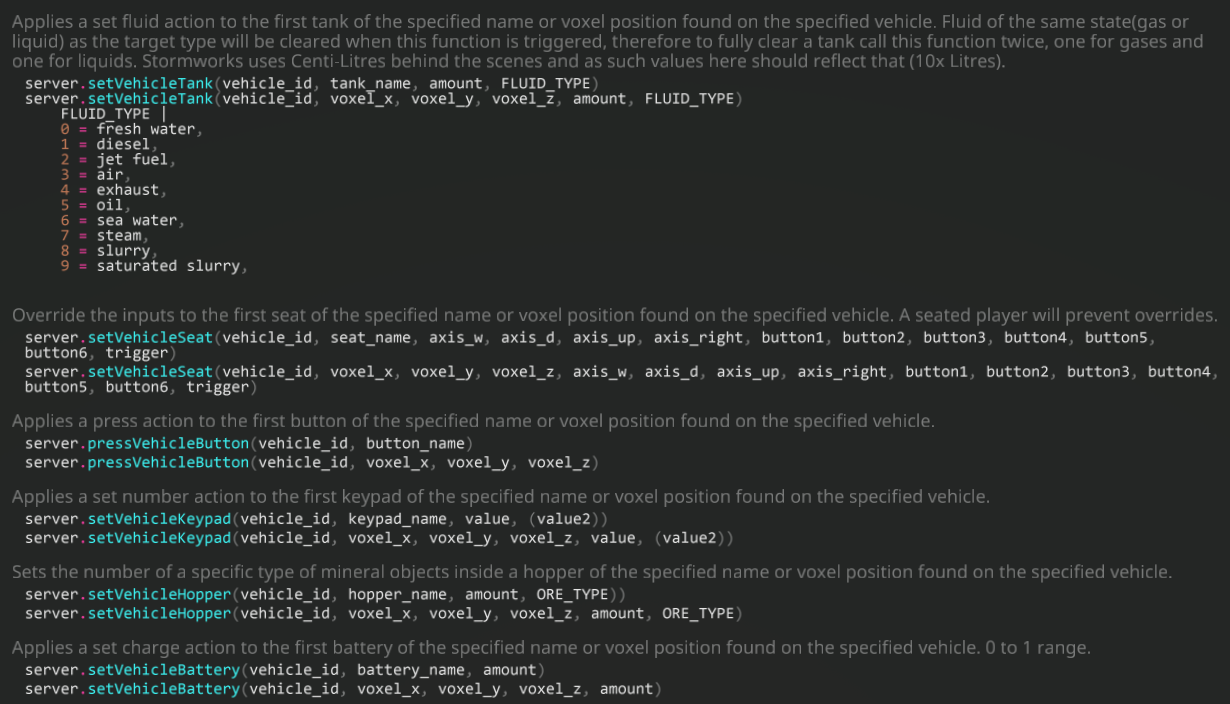 Applies a set fluid action to the first tank of the specified name or voxel position found on the specified vehicle. Fluid of the same state(gas or
liquid) as the target type will be cleared when this function is triggered, therefore to fully clear a tank call this function twice, one for gases and
one for liquids. Stormworks uses Centi-Litres behind the scenes and as such values here should reflect that (10x Litres).
server.setVehicleTank(vehicle_id, tank_name, amount, FLUID_TYPE)
server.setVehicleTank(vehicle_id, voxel_x, voxel_y, voxel_z, amount, FLUID_TYPE)
FLUID_TYPE |
0 = fresh water,
1 = diesel,
2 = jet fuel,
3 = air,
4 = exhaust,
5 = oil,
6 = sea water,
7 = steam,
8 = slurry,
9 = saturated slurry,
Override the inputs to the first seat of the specified name or voxel position found on the specified vehicle. A seated player will prevent overrides.
server.setVehicleSeat(vehicle_id, seat_name, axis_w, axis_d, axis_up, axis_right, button1, button2, button3, button4, button5,
button6, trigger)
server.setVehicleSeat(vehicle_id, voxel_x, voxel_y, voxel_z, axis_w, axis_d, axis_up, axis_right, button1, button2, button3, button4,
button5, button6, trigger)
Applies a press action to the first button of the specified name or voxel position found on the specified vehicle.
server.pressVehicleButton(vehicle_id, button_name)
server.pressVehicleButton(vehicle_id, voxel_x, voxel_y, voxel_z)
Applies a set number action to the first keypad of the specified name or voxel position found on the specified vehicle.
server.setVehicleKeypad(vehicle_id, keypad_name, value, (value2))
server.setVehicleKeypad(vehicle_id, voxel_x, voxel_y, voxel_z, value, (value2))
Sets the number of a specific type of mineral objects inside a hopper of the specified name or voxel position found on the specified vehicle.
server.setVehicleHopper(vehicle_id, hopper_name, amount, ORE_TYPE))
server.setVehicleHopper(vehicle_id, voxel_x, voxel_y, voxel_z, amount, ORE_TYPE)
Applies a set charge action to the first battery of the specified name or voxel position found on the specified vehicle. 0 to 1 range.
server.setVehicleBattery(vehicle_id, battery_name, amount)
server.setVehicleBattery(vehicle_id, voxel_x, voxel_y, voxel_z, amount)